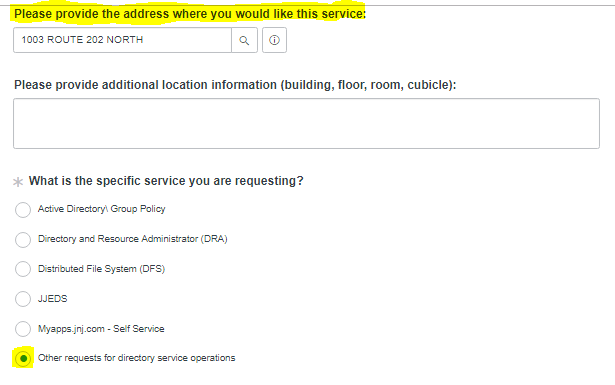 Please provide the address where you would like this service:
1003 ROUTE 202 NORTH
Please provide additional location information (building, floor, room, cubicle):
What is the specific service you are requesting?
Active Directory\ Group Policy
Directory and Resource Administrator (DRA)
Distributed File System (DFS)
JJEDS
Myapps.jnj.com - Self Service
Other requests for directory service operations